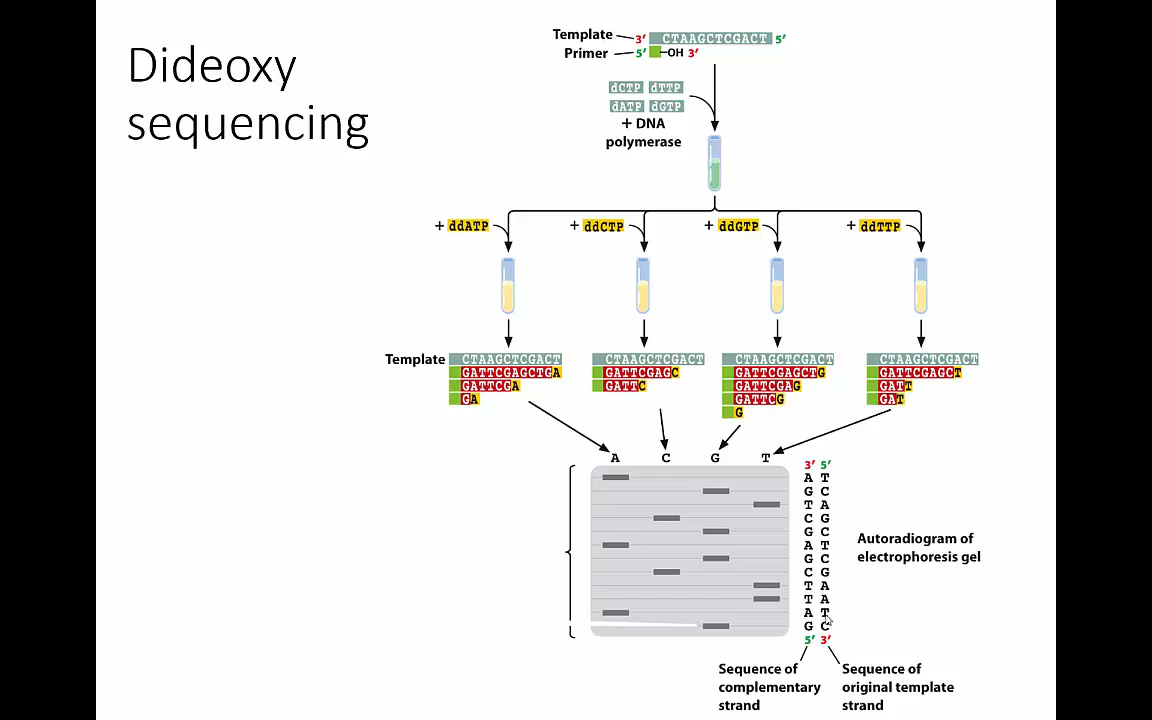 Dideoxy
sequencing
Template 3′ CTAAGCTCGACT 5′
Primer 5′ -OH 3′
dCTP dTTP
dATP dGTP
+ DNA
polymerase
+ ddATP + ddCTP + ddGTP + ddTTP
Template CTAAGCTCGACT CTAAGCTCGACT CTAAGCTCGACT CTAAGCTCGACT
GATTCGAGCTGA GATTCGAGC GATTCGAGCTG GATTCGAGCT
GATTCGA GATTC GATTCGAG GATT
GA GATTCG GAT
G
A C G T
3′ 5′
A T
G C
T A
C G
G C
A T
G C
C G
T A
T A
A T
G C
5′ 3′
Autoradiogram of
electrophoresis gel
Sequence of
complementary
strand
Sequence of
original template
strand